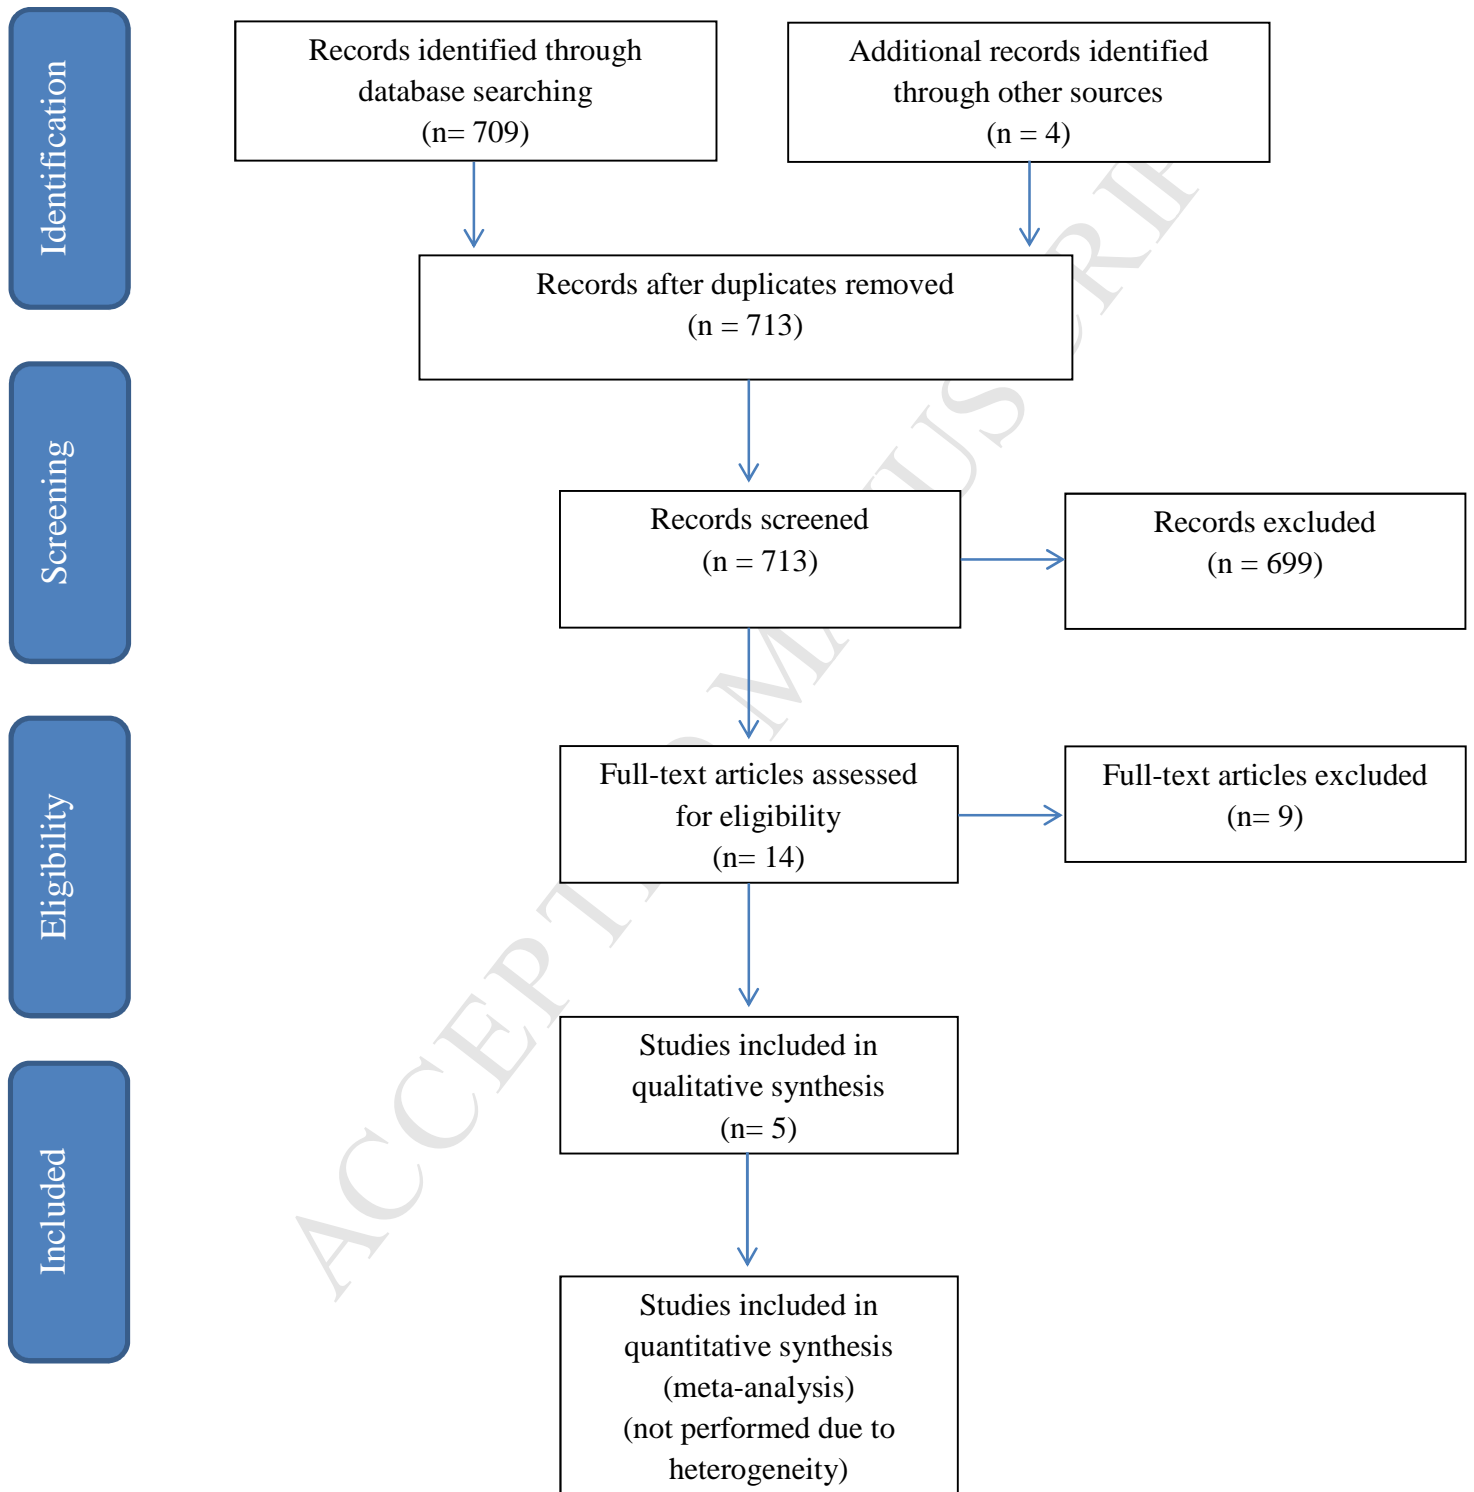 Identification
Records identified through
database searching
(n= 709)
Additional records identified
through other sources
(n = 4)
Records after duplicates removed
(n = 713)
Screening
Records screened
(n = 713)
Records excluded
(n = 699)
Eligibility
Full-text articles assessed
for eligibility
(n= 14)
Full-text articles excluded
(n= 9)
Included
Studies included in
qualitative synthesis
(n= 5)
Studies included in
quantitative synthesis
(meta-analysis)
(not performed due to
heterogeneity)